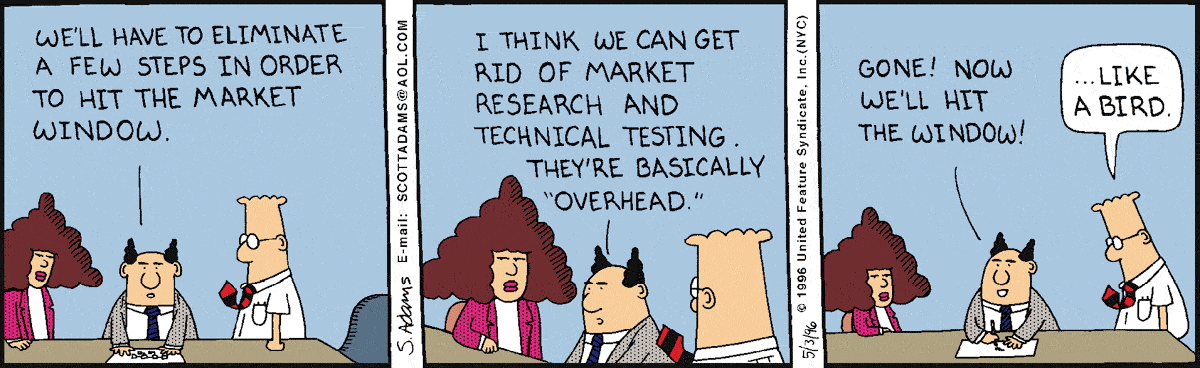 WE'LL HAVE TO ELIMINATE
A FEW STEPS IN ORDER
TO HIT THE MARKET
WINDOW.
S. Adams E-mail: SCOTTADAMS@AOL.COM
I THINK WE CAN GET
RID OF MARKET
RESEARCH AND
TECHNICAL TESTING.
THEY'RE BASICALLY
"OVERHEAD."
5/3/96 © 1996 United Feature Syndicate, Inc.(NYC)
GONE! NOW
WE'LL HIT
THE WINDOW!
...LIKE
A BIRD.